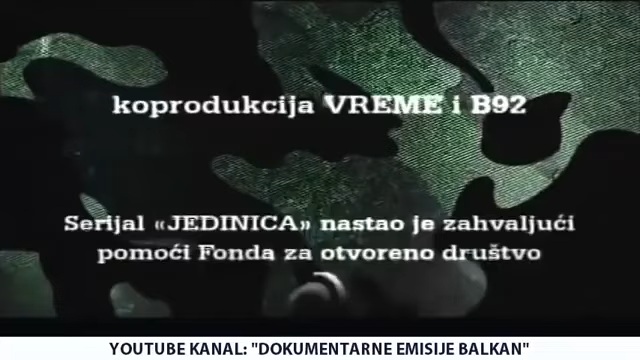 koprodukcija VREME i B92
Serijal «JEDINICA» nastao je zahvaljući
pomoći Fonda za otvoreno društvo
YOUTUBE KANAL: "DOKUMENTARNE EMISIJE BALKAN"